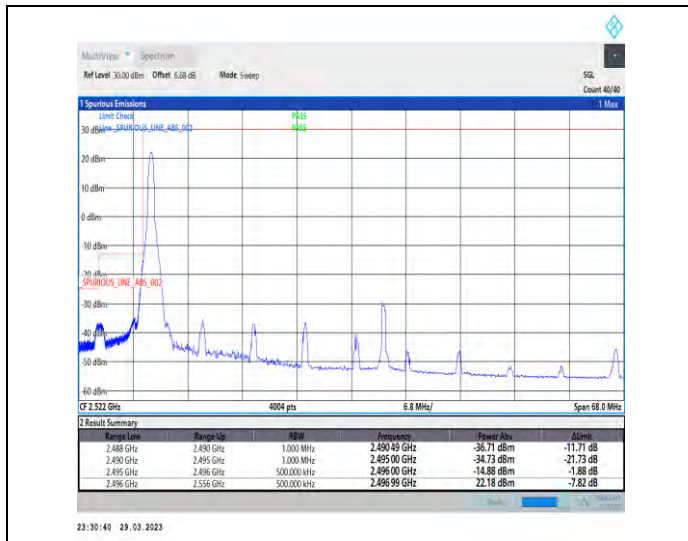 MultiView Spectrum
Ref Level 30.00 dBm Offset 6.68 dB Mode Sweep SGL
Count 40/40
1 Spurious Emissions 1 Max
Limit Check PASS
Line _SPURIOUS_LINE_ABS_002 PASS
30 dBm
20 dBm
10 dBm
0 dBm
-10 dBm
-20 dBm
SPURIOUS_LINE_ABS_002
-30 dBm
-40 dBm
-50 dBm
-60 dBm
CF 2.522 GHz 4004 pts 6.8 MHz/ Span 68.0 MHz
2 Result Summary
Range Low Range Up RBW Frequency Power Abs ΔLimit
2.488 GHz 2.490 GHz 1.000 MHz 2.490 49 GHz -36.71 dBm -11.71 dB
2.490 GHz 2.495 GHz 1.000 MHz 2.495 00 GHz -34.73 dBm -21.73 dB
2.495 GHz 2.496 GHz 500.000 kHz 2.496 00 GHz -14.88 dBm -1.88 dB
2.496 GHz 2.556 GHz 500.000 kHz 2.496 99 GHz 22.18 dBm -7.82 dB
23:30:40 29.03.2023